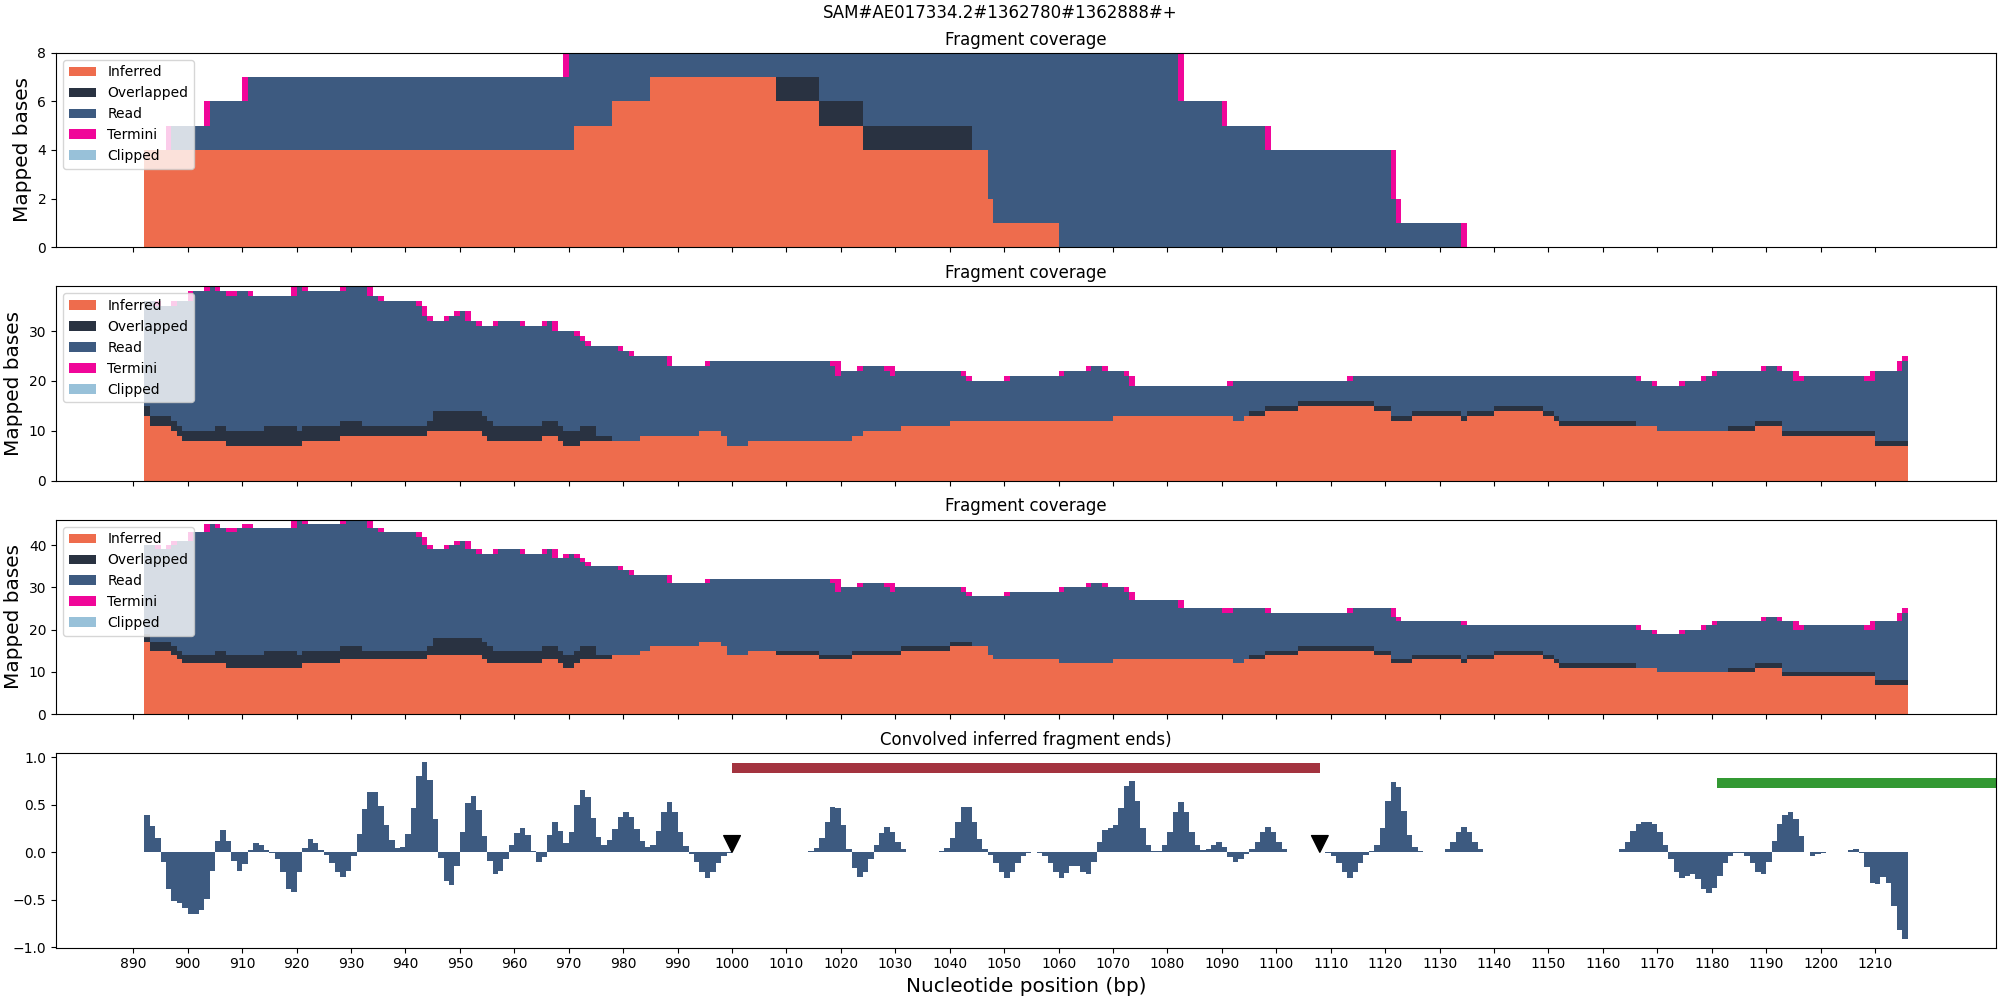 SAM#AE017334.2#1362780#1362888#+
Fragment coverage
Mapped bases
8
6
4
2
0
Inferred
Overlapped
Read
Termini
Clipped
Fragment coverage
Mapped bases
30
20
10
0
Inferred
Overlapped
Read
Termini
Clipped
Fragment coverage
Mapped bases
40
30
20
10
0
Inferred
Overlapped
Read
Termini
Clipped
Convolved inferred fragment ends)
1.0
0.5
0.0
−0.5
−1.0
890 900 910 920 930 940 950 960 970 980 990 1000 1010 1020 1030 1040 1050 1060 1070 1080 1090 1100 1110 1120 1130 1140 1150 1160 1170 1180 1190 1200 1210
Nucleotide position (bp)